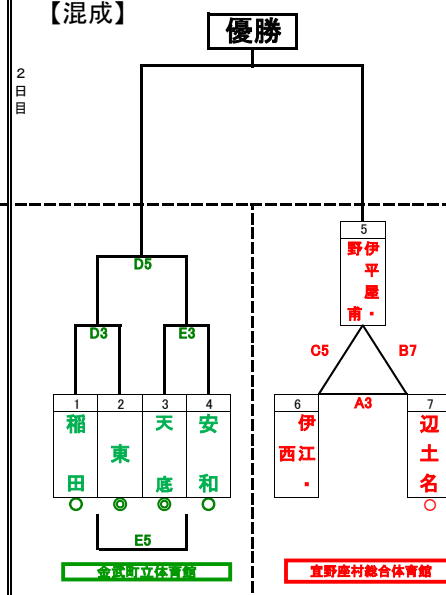 【混成】
優勝
２日目
5
伊平屋・
野甫
D5
D3
E3
C5
B7
A3
1
2
3
4
6
7
稲田
東
天底
安和
伊江・
西
辺土名
◯
◎
◎
◯
○
E5
金武町立体育館
宜野座村総合体育館